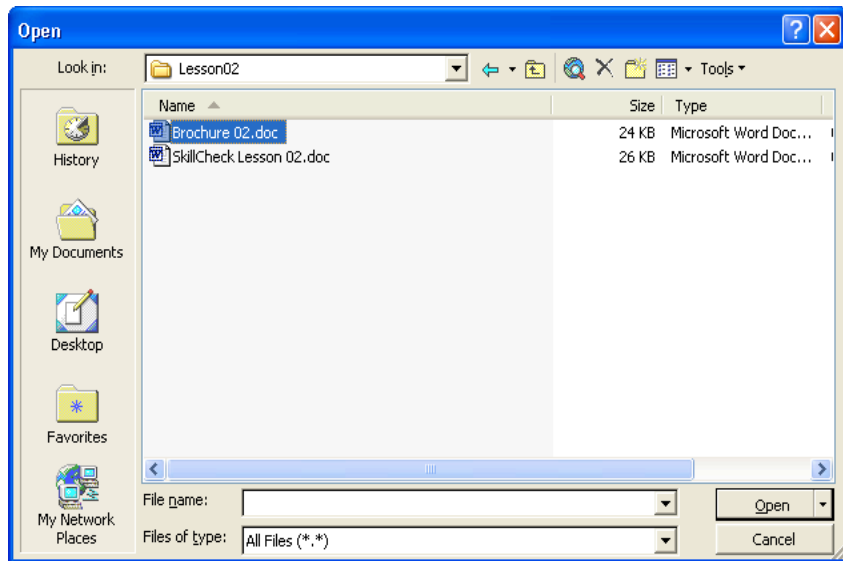 Open
Look in: Lesson02 Tools
Name Size Type
Brochure 02.doc 24 KB Microsoft Word Doc...
SkillCheck Lesson 02.doc 26 KB Microsoft Word Doc...
History
My Documents
Desktop
Favorites
My Network
Places
File name: Open
Files of type: All Files (*.*) Cancel